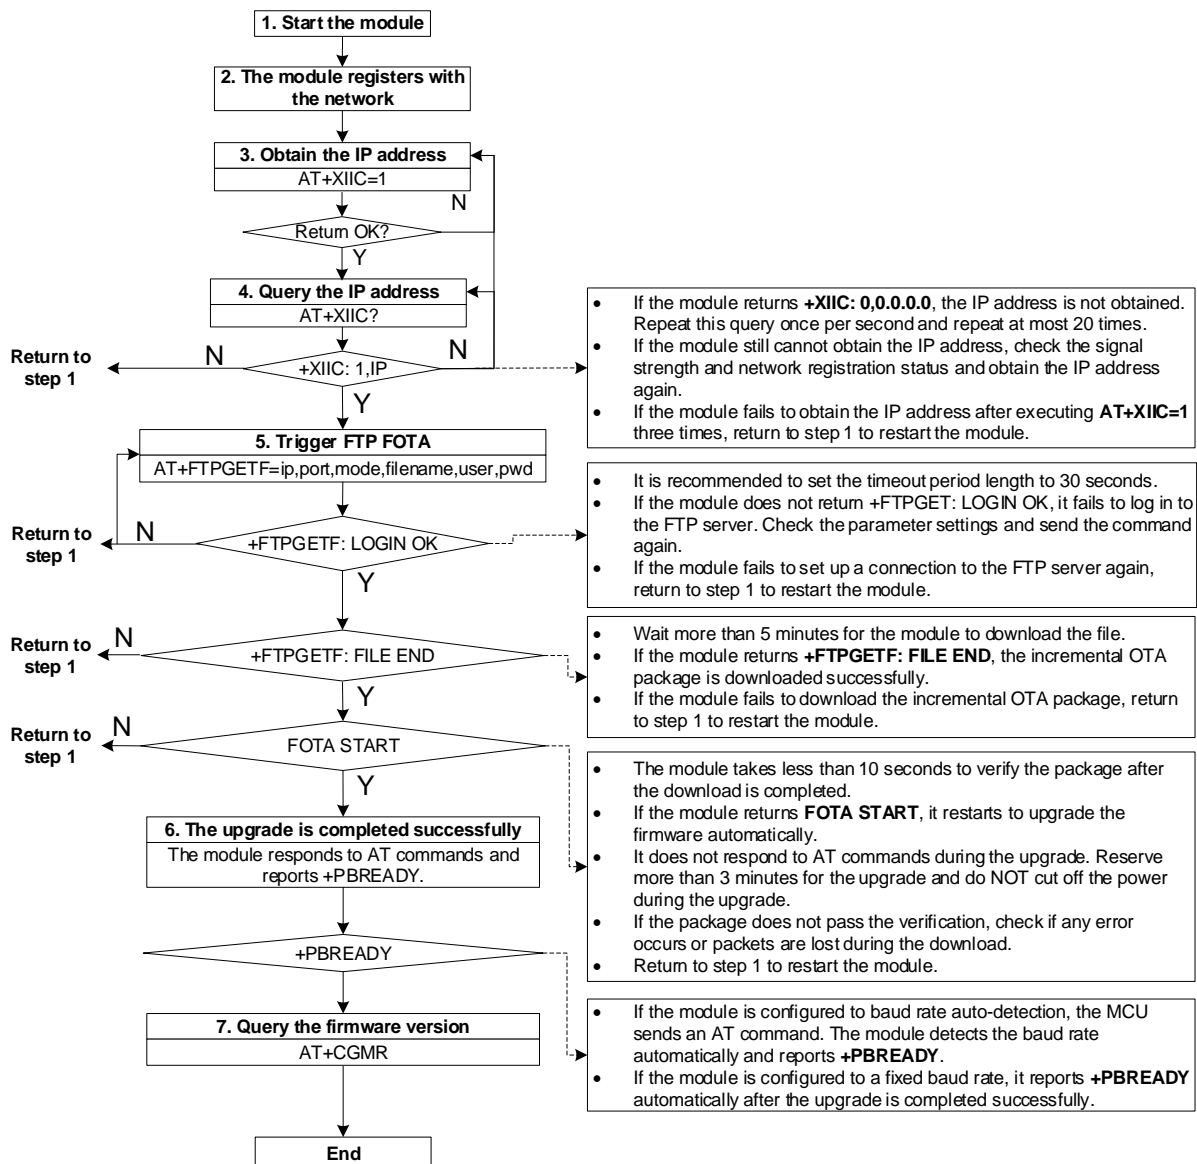 1. Start the module
2. The module registers with
the network
3. Obtain the IP address
AT+XIIC=1
N
Return OK?
Y
4. Query the IP address
AT+XIIC?
Return to
step 1
N
+XIIC: 1,IP
N
Y
• If the module returns +XIIC: 0,0.0.0.0, the IP address is not obtained.
Repeat this query once per second and repeat at most 20 times.
• If the module still cannot obtain the IP address, check the signal
strength and network registration status and obtain the IP address
again.
• If the module fails to obtain the IP address after executing AT+XIIC=1
three times, return to step 1 to restart the module.
5. Trigger FTP FOTA
AT+FTPGETF=ip,port,mode,filename,user,pwd
Return to
step 1
N
+FTPGETF: LOGIN OK
Y
• It is recommended to set the timeout period length to 30 seconds.
• If the module does not return +FTPGET: LOGIN OK, it fails to log in to
the FTP server. Check the parameter settings and send the command
again.
• If the module fails to set up a connection to the FTP server again,
return to step 1 to restart the module.
Return to
step 1
N
+FTPGETF: FILE END
Y
• Wait more than 5 minutes for the module to download the file.
• If the module returns +FTPGETF: FILE END, the incremental OTA
package is downloaded successfully.
• If the module fails to download the incremental OTA package, return
to step 1 to restart the module.
Return to
step 1
N
FOTA START
Y
• The module takes less than 10 seconds to verify the package after
the download is completed.
• If the module returns FOTA START, it restarts to upgrade the
firmware automatically.
• It does not respond to AT commands during the upgrade. Reserve
more than 3 minutes for the upgrade and do NOT cut off the power
during the upgrade.
• If the package does not pass the verification, check if any error
occurs or packets are lost during the download.
• Return to step 1 to restart the module.
6. The upgrade is completed successfully
The module responds to AT commands and
reports +PBREADY.
+PBREADY
• If the module is configured to baud rate auto-detection, the MCU
sends an AT command. The module detects the baud rate
automatically and reports +PBREADY.
• If the module is configured to a fixed baud rate, it reports +PBREADY
automatically after the upgrade is completed successfully.
7. Query the firmware version
AT+CGMR
End